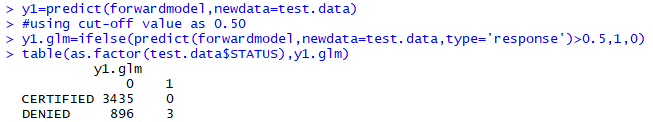 > y1=predict(forwardmodel,newdata=test.data)
> #using cut-off value as 0.50
> y1.glm=ifelse(predict(forwardmodel,newdata=test.data,type='response')>0.5,1,0)
> table(as.factor(test.data$STATUS),y1.glm)
y1.glm
0 1
CERTIFIED 3435 0
DENIED 896 3